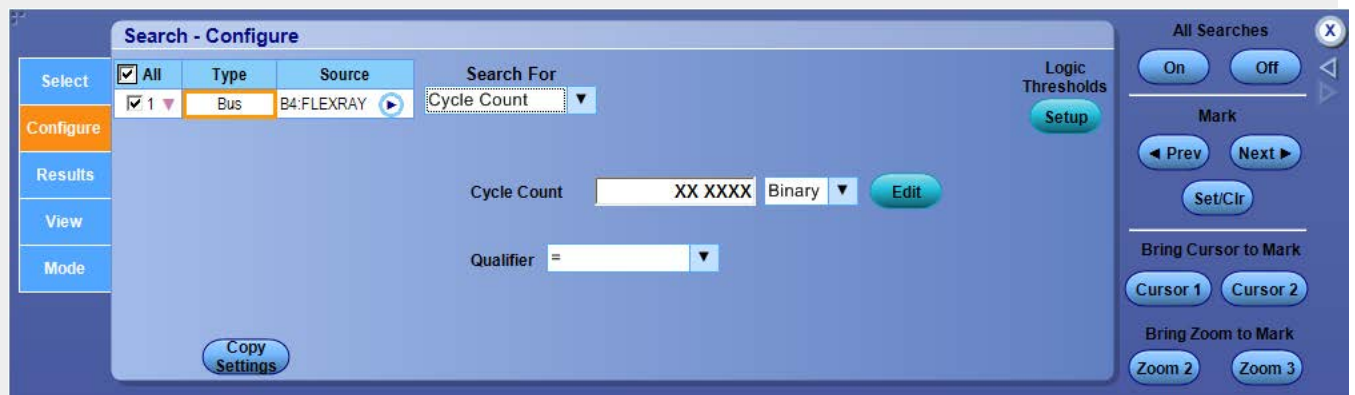 Search - Configure
Select
Configure
Results
View
Mode
All Type Source
1 Bus B4:FLEXRAY
Search For
Cycle Count
Logic
Thresholds
Setup
Cycle Count XX XXXX Binary Edit
Qualifier =
Copy
Settings
All Searches
X
On Off
Mark
Prev Next
Set/Clr
Bring Cursor to Mark
Cursor 1 Cursor 2
Bring Zoom to Mark
Zoom 2 Zoom 3